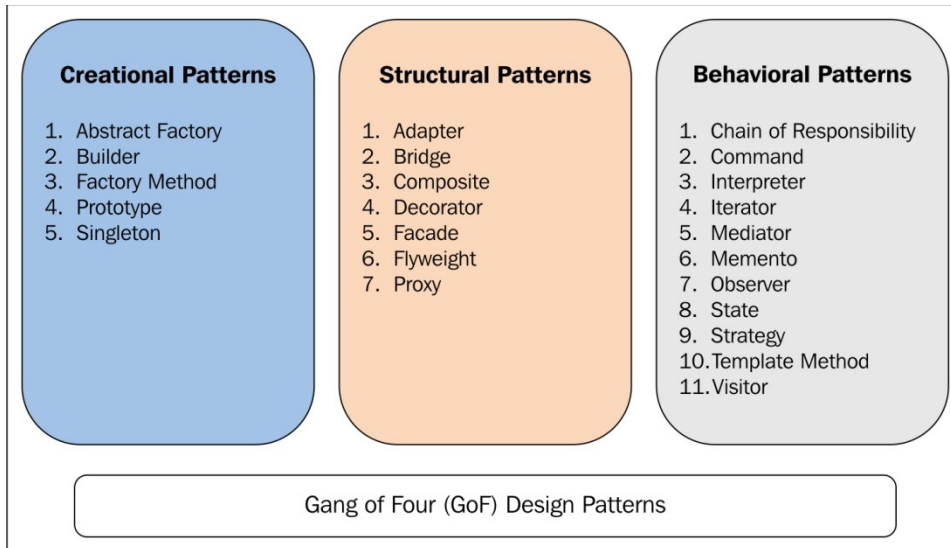 Creational Patterns
1. Abstract Factory
2. Builder
3. Factory Method
4. Prototype
5. Singleton
Structural Patterns
1. Adapter
2. Bridge
3. Composite
4. Decorator
5. Facade
6. Flyweight
7. Proxy
Behavioral Patterns
1. Chain of Responsibility
2. Command
3. Interpreter
4. Iterator
5. Mediator
6. Memento
7. Observer
8. State
9. Strategy
10.Template Method
11.Visitor
Gang of Four (GoF) Design Patterns